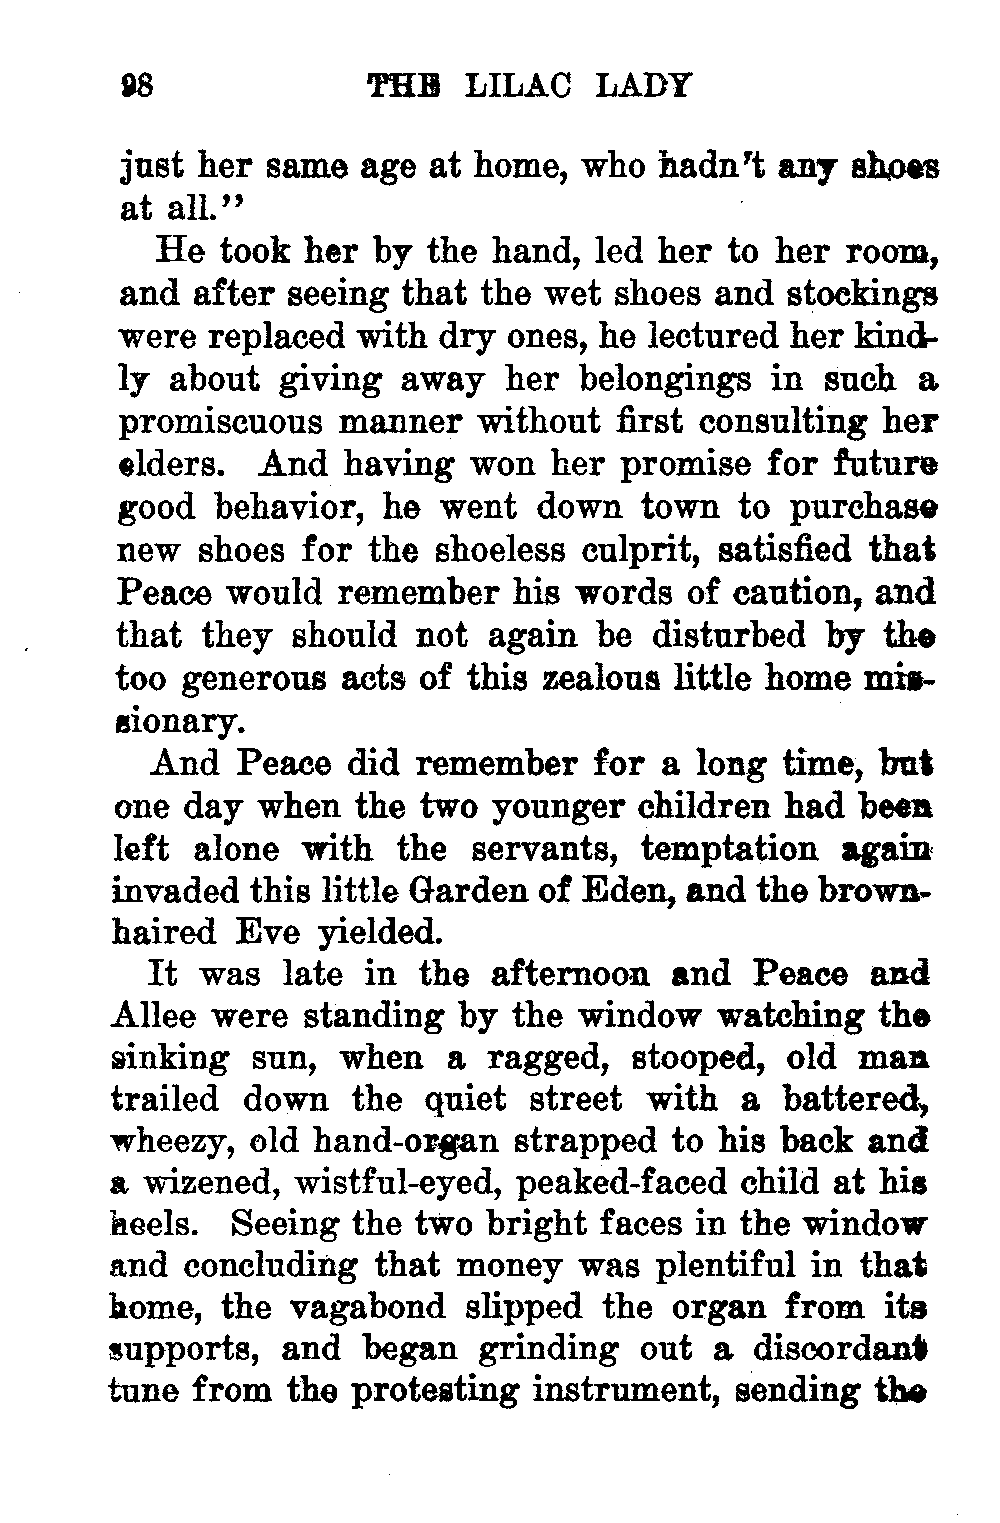 98 THE LILAC LADY
just her same age at home, who hadn't any shoes
at all.''
He took her by the hand, led her to her room,
and after seeing that the wet shoes and stockings
were replaced with dry ones, he lectured her kind-
ly about giving away her belongings in such a
promiscuous manner without first consulting her
elders. And having won her promise for future
good behavior, he went down town to purchase
new shoes for the shoeless culprit, satisfied that
Peace would remember his words of caution, and
that they should not again be disturbed by the
too generous acts of this zealous little home mis-
sionary.
And Peace did remember for a long time, but
one day when the two younger children had been
left alone with the servants, temptation again
invaded this little Garden of Eden, and the brown-
haired Eve yielded.
It was late in the afternoon and Peace and
Allee were standing by the window watching the
sinking sun, when a ragged, stooped, old man
trailed down the quiet street with a battered,
wheezy, old hand-organ strapped to his back and
a wizened, wistful-eyed, peaked-faced child at his
heels. Seeing the two bright faces in the window
and concluding that money was plentiful in that
home, the vagabond slipped the organ from its
supports, and began grinding out a discordant
tune from the protesting instrument, sending the